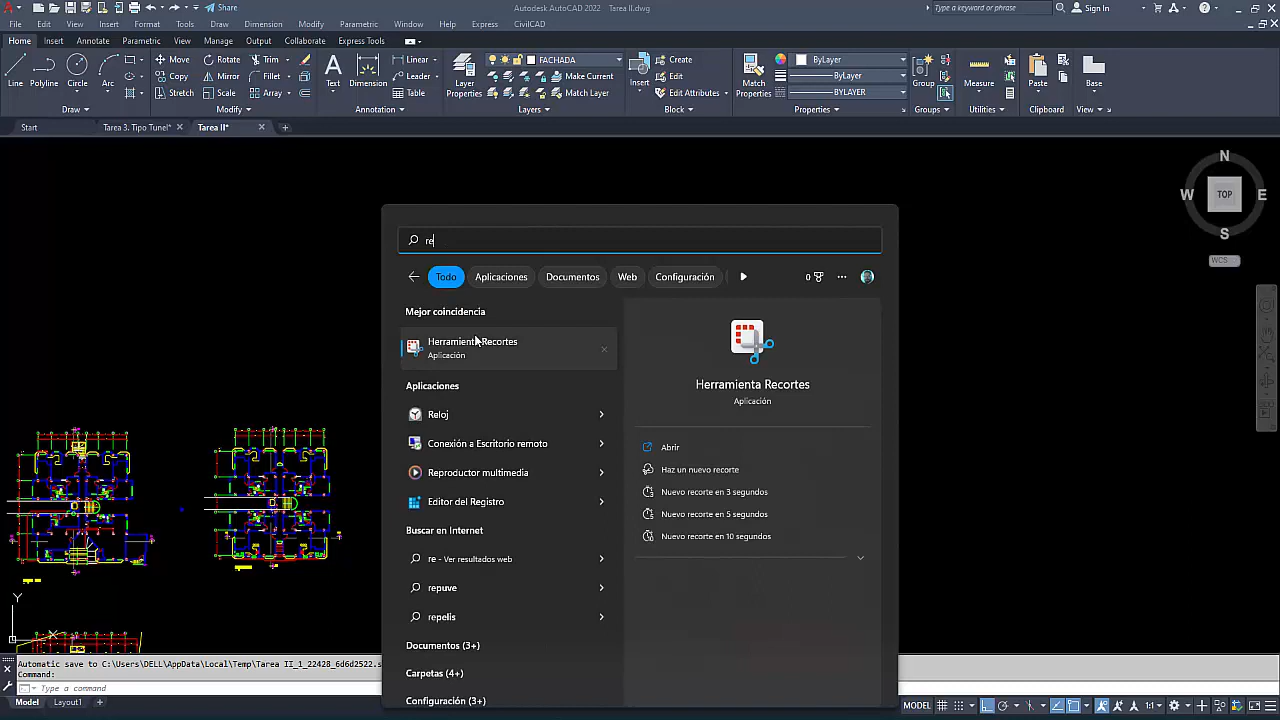 Share
Autodesk AutoCAD 2022 Tarea II.dwg
Type a keyword or phrase
Sign In
File Edit View Insert Format Tools Draw Dimension Modify Parametric Window Help Express CivilCAD
Home Insert Annotate Parametric View Manage Output Collaborate Express Tools
Line
Polyline
Circle
Arc
Move Rotate Trim
Copy Mirror Fillet
Stretch Scale Array
Text
Dimension
Linear
Leader
Table
Layer
Properties
FACHADA
Make Current
Match Layer
Insert
Create
Edit
Edit Attributes
Match
Properties
ByLayer
ByLayer
BYLAYER
Group
Measure
Paste
Base
Draw Modify Annotation Layers Block Properties Groups Utilities Clipboard View
Start Tarea 3. Tipo Tunel* Tarea II*
N
W TOP E
S
WCS
re
Todo Aplicaciones Documentos Web Configuración
0
Mejor coincidencia
Herramienta Recortes
Aplicación
Aplicaciones
Reloj
Conexión a Escritorio remoto
Reproductor multimedia
Editor del Registro
Buscar en Internet
re - Ver resultados web
repuve
repelis
Documentos (3+)
Carpetas (4+)
Configuración (3+)
Herramienta Recortes
Aplicación
Abrir
Haz un nuevo recorte
Nuevo recorte en 3 segundos
Nuevo recorte en 5 segundos
Nuevo recorte en 10 segundos
Y
Automatic save to C:\Users\DELL\AppData\Local\Temp\Tarea II_1_22428_6d6d2522.s
Command:
Type a command
Model Layout1
MODEL
1:1